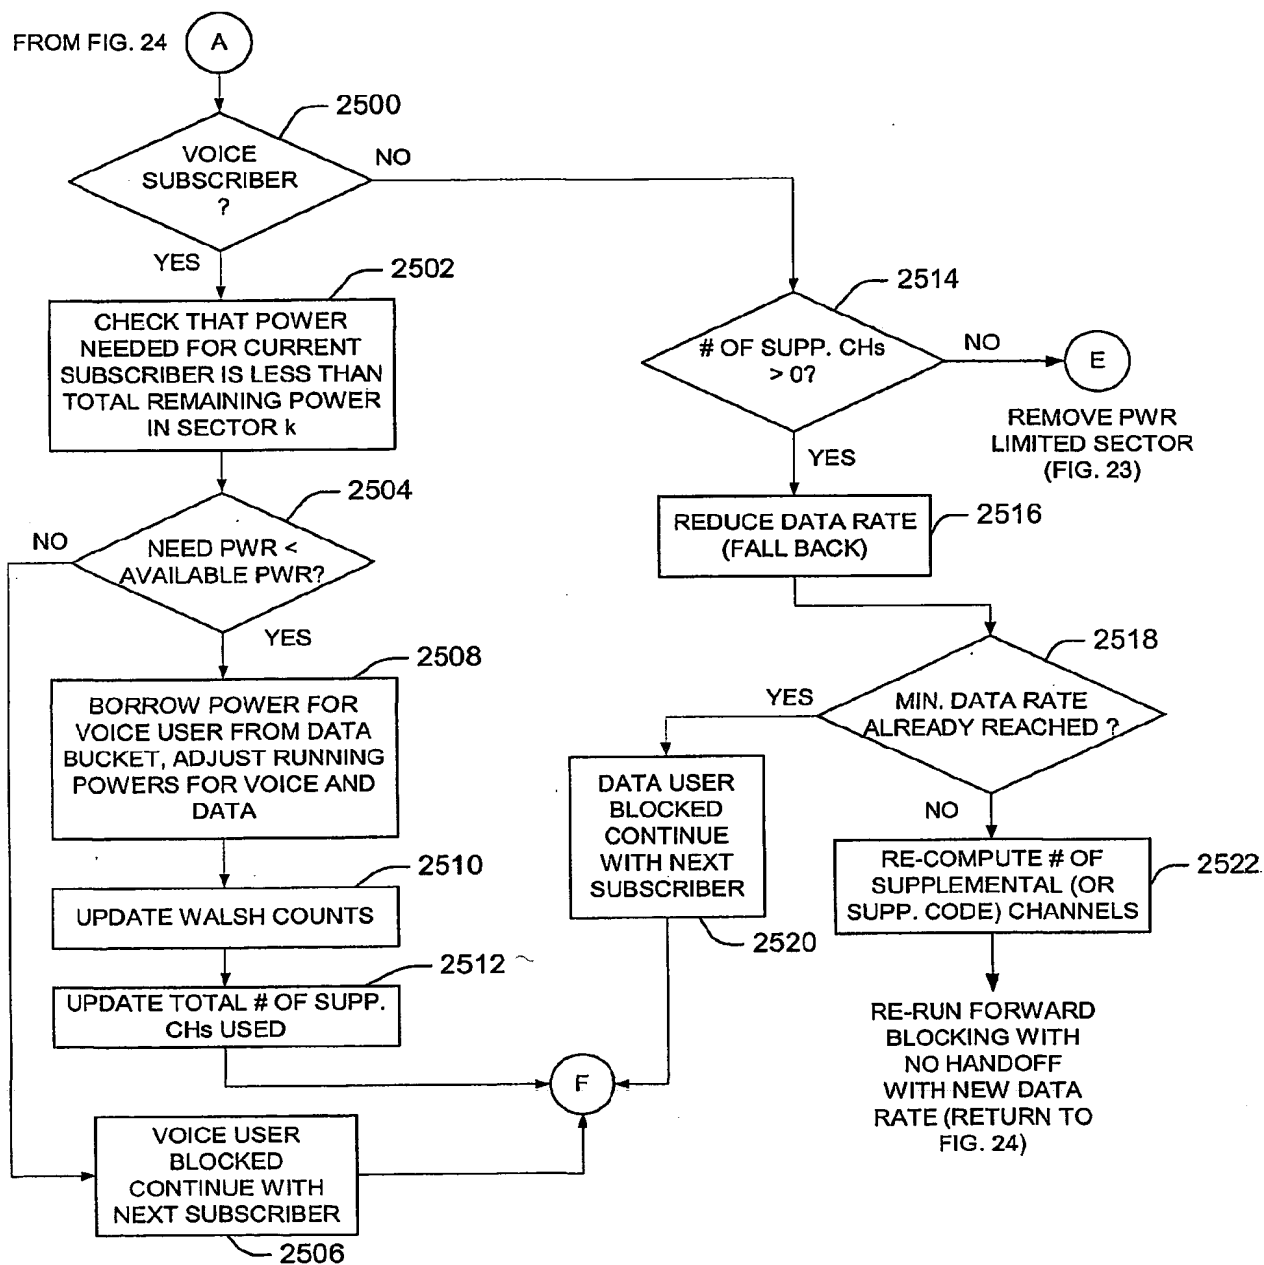 FROM FIG. 24
A
2500
VOICE
SUBSCRIBER
?
NO
YES
2502
CHECK THAT POWER
NEEDED FOR CURRENT
SUBSCRIBER IS LESS THAN
TOTAL REMAINING POWER
IN SECTOR k
2504
NO
NEED PWR <
AVAILABLE PWR?
YES
2508
BORROW POWER FOR
VOICE USER FROM DATA
BUCKET, ADJUST RUNNING
POWERS FOR VOICE AND
DATA
2510
UPDATE WALSH COUNTS
2512
UPDATE TOTAL # OF SUPP.
CHs USED
VOICE USER
BLOCKED
CONTINUE WITH
NEXT SUBSCRIBER
2506
F
2514
# OF SUPP. CHs
> 0?
NO
E
REMOVE PWR
LIMITED SECTOR
(FIG. 23)
YES
2516
REDUCE DATA RATE
(FALL BACK)
2518
YES
MIN. DATA RATE
ALREADY REACHED ?
DATA USER
BLOCKED
CONTINUE
WITH NEXT
SUBSCRIBER
2520
NO
2522
RE-COMPUTE # OF
SUPPLEMENTAL (OR
SUPP. CODE) CHANNELS
RE-RUN FORWARD
BLOCKING WITH
NO HANDOFF
WITH NEW DATA
RATE (RETURN TO
FIG. 24)